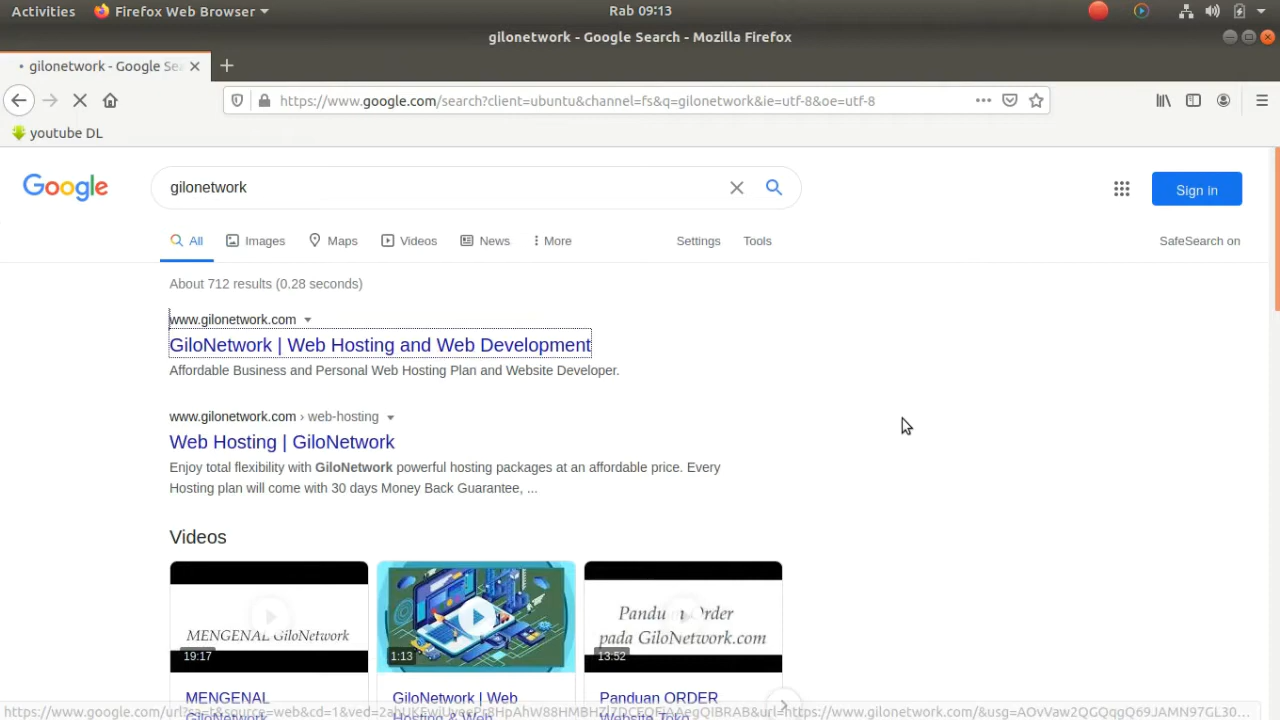 Activities Firefox Web Browser Rab 09:13
gilonetwork - Google Search - Mozilla Firefox
gilonetwork - Google Sea
https://www.google.com/search?client=ubuntu&channel=fs&q=gilonetwork&ie=utf-8&oe=utf-8
youtube DL
Google gilonetwork Sign in
All Images Maps Videos News More Settings Tools SafeSearch on
About 712 results (0.28 seconds)
www.gilonetwork.com
GiloNetwork | Web Hosting and Web Development
Affordable Business and Personal Web Hosting Plan and Website Developer.
www.gilonetwork.com › web-hosting
Web Hosting | GiloNetwork
Enjoy total flexibility with GiloNetwork powerful hosting packages at an affordable price. Every
Hosting plan will come with 30 days Money Back Guarantee, ...
Videos
MENGENAL GiloNetwork
19:17
1:13
Panduan Order
pada GiloNetwork.com
13:52
MENGENAL
GiloNetwork
GiloNetwork | Web
Hosting & Web
Panduan ORDER
Website Toko